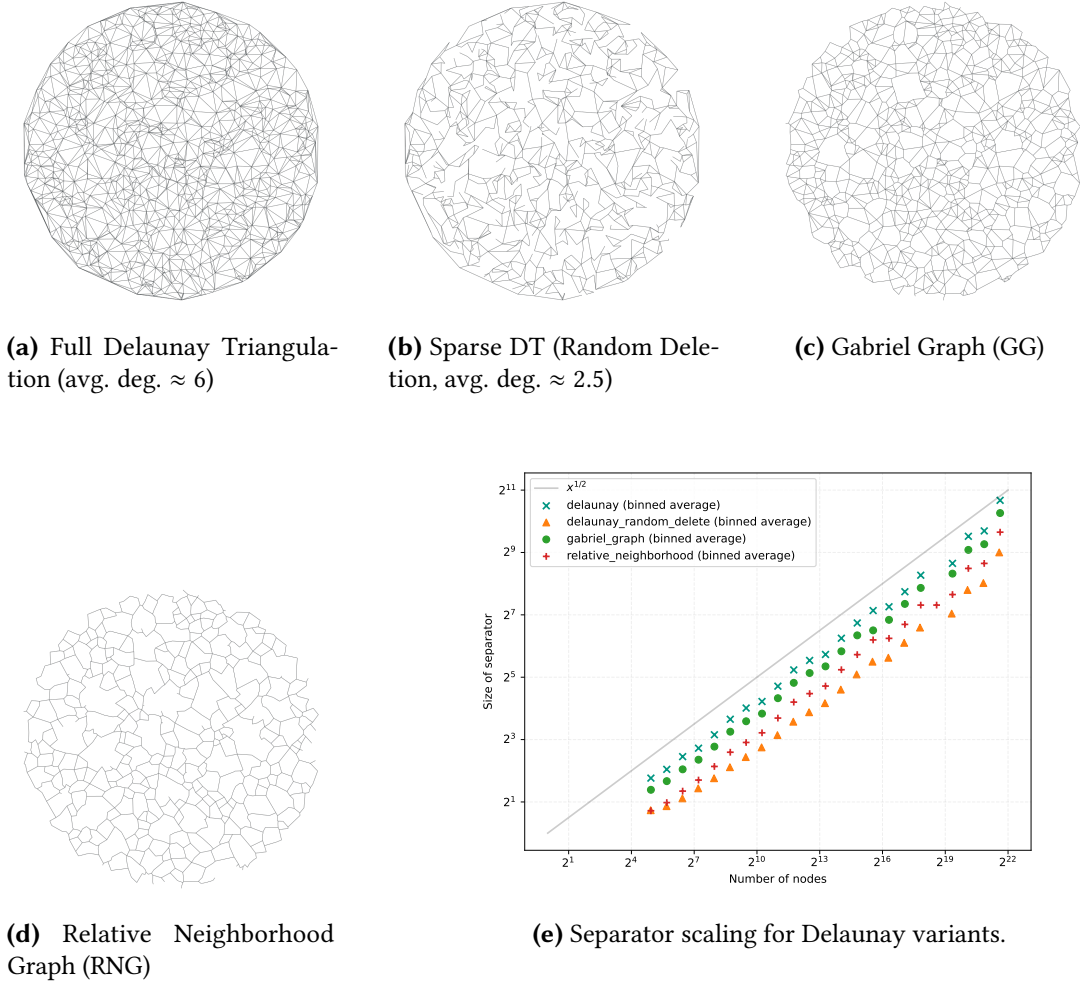 (a) Full Delaunay Triangula-
tion (avg. deg. ≈ 6)
(b) Sparse DT (Random Dele-
tion, avg. deg. ≈ 2.5)
(c) Gabriel Graph (GG)
(d) Relative Neighborhood
Graph (RNG)
2^11
2^9
2^7
2^5
2^3
2^1
Size of separator
x^1/2
delaunay (binned average)
delaunay_random_delete (binned average)
gabriel_graph (binned average)
relative_neighborhood (binned average)
2^1 2^4 2^7 2^10 2^13 2^16 2^19 2^22
Number of nodes
(e) Separator scaling for Delaunay variants.